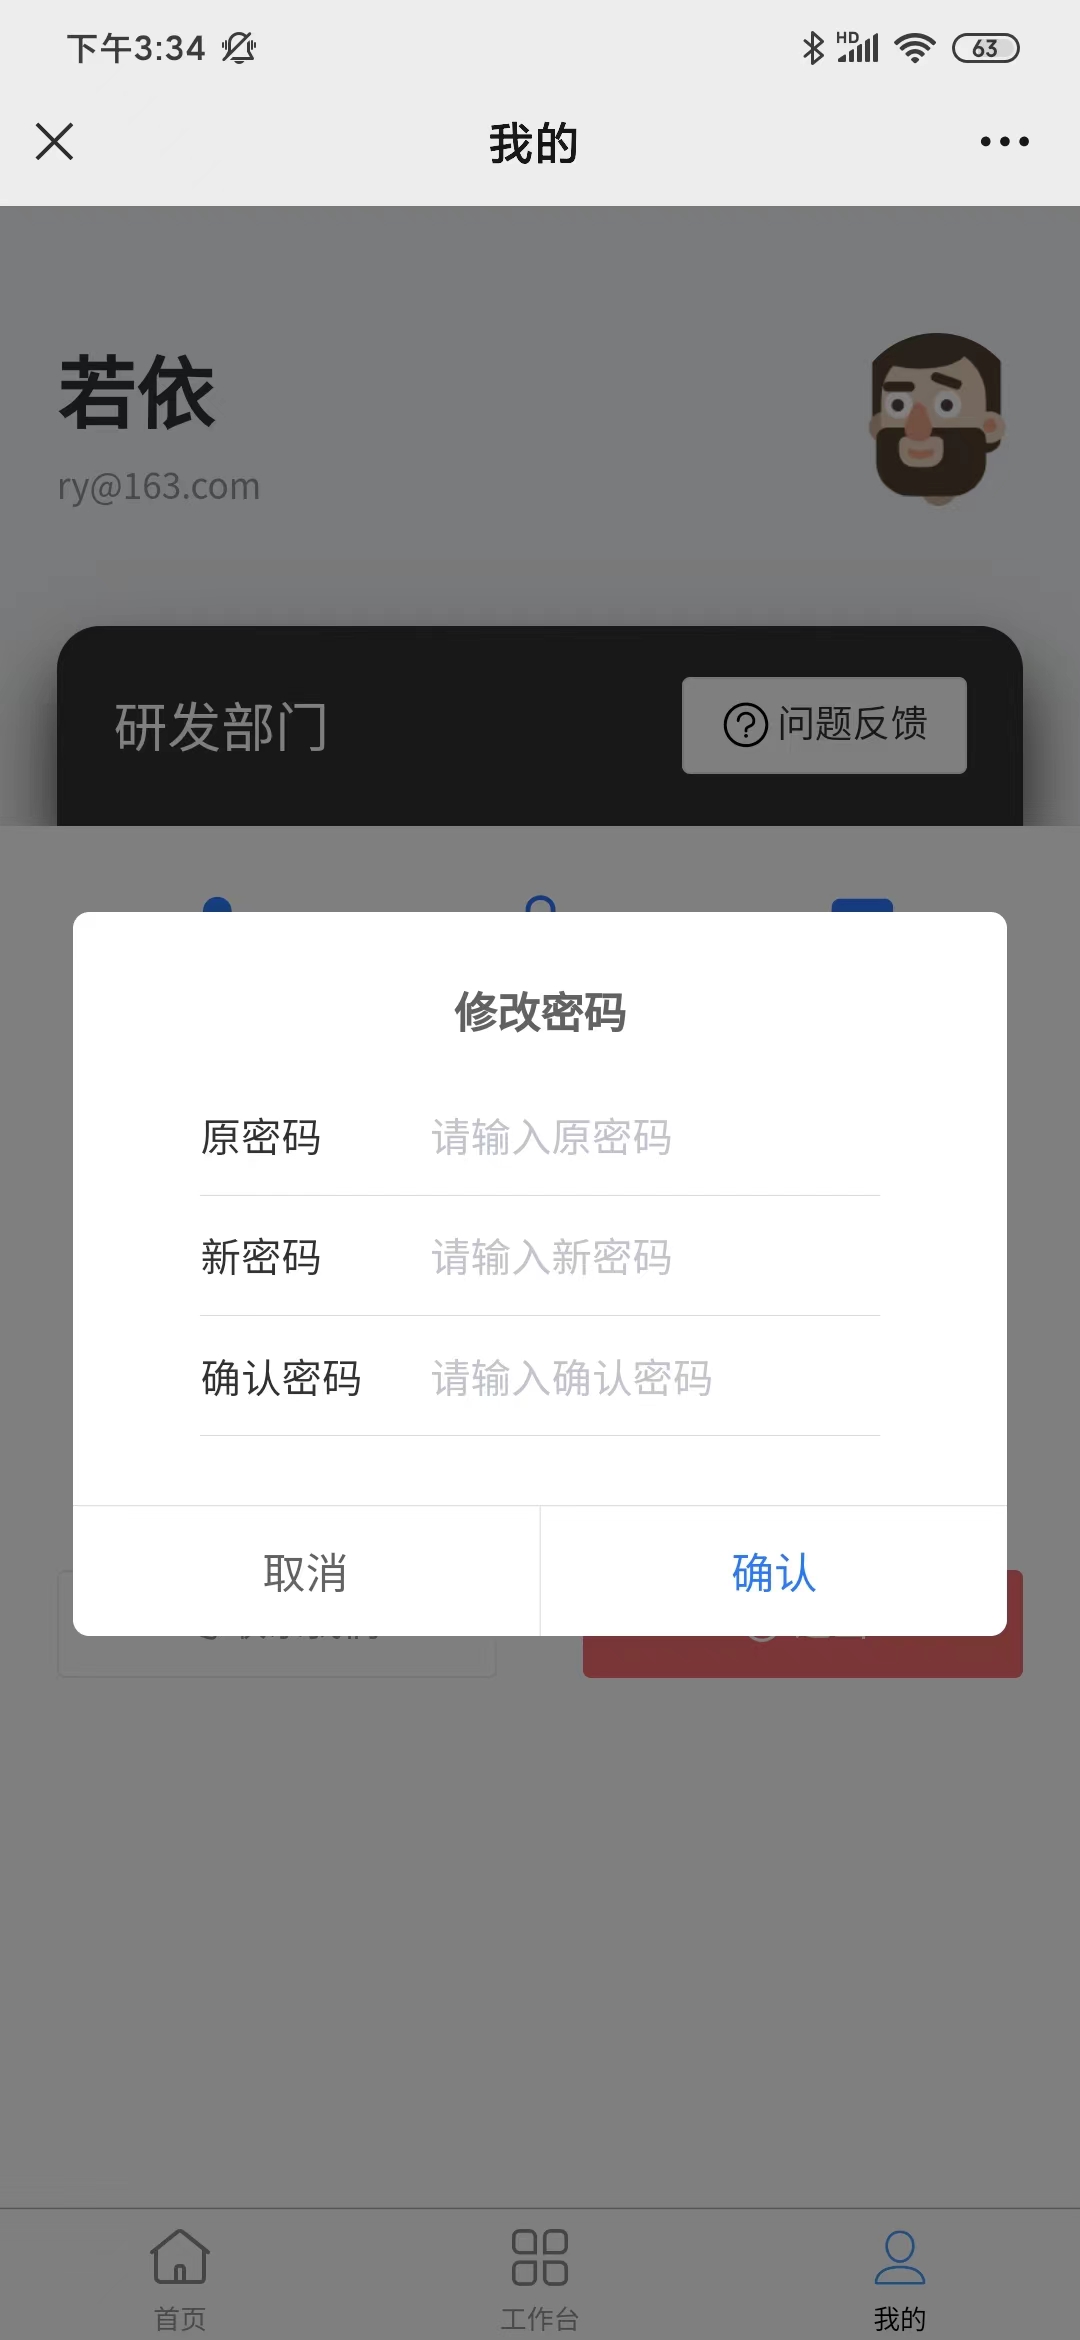 下午3:34
HD
63
我的
若依
ry@163.com
研发部门
问题反馈
修改密码
原密码 请输入原密码
新密码 请输入新密码
确认密码 请输入确认密码
取消 确认
首页 工作台 我的